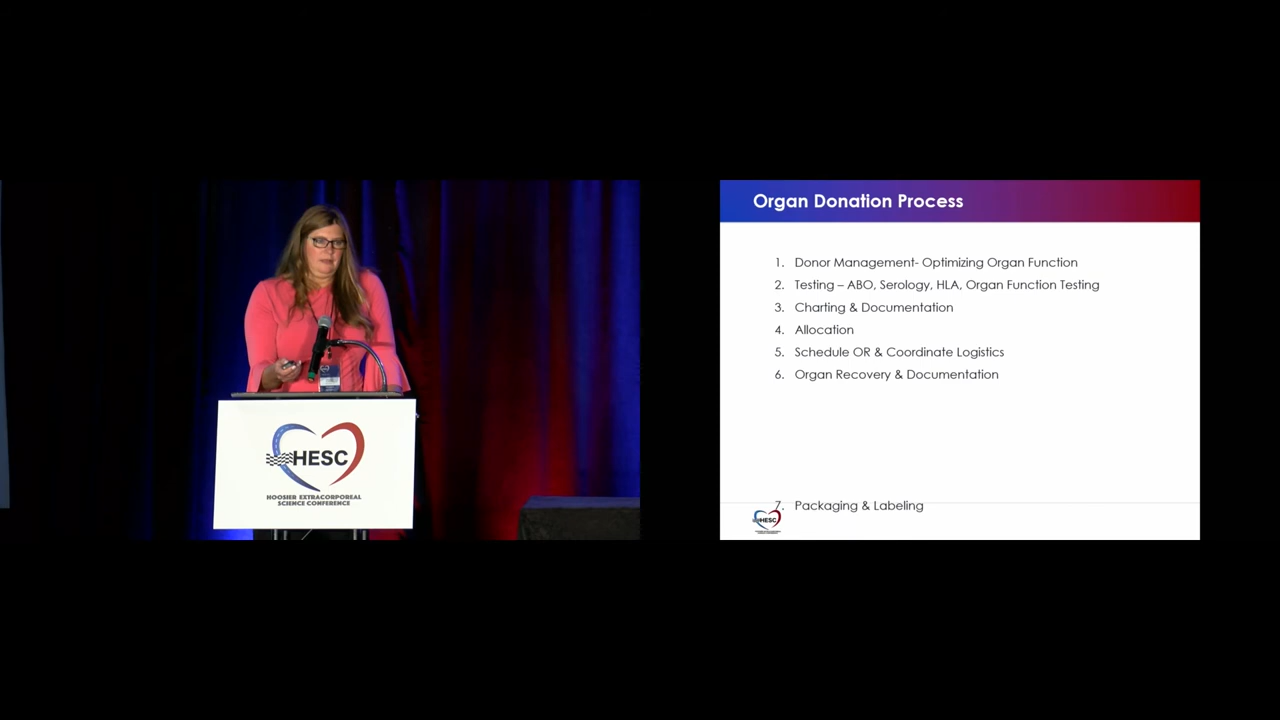 HESC
HOOSIER EXTRACORPOREAL
SCIENCE CONFERENCE
Organ Donation Process
1. Donor Management- Optimizing Organ Function
2. Testing – ABO, Serology, HLA, Organ Function Testing
3. Charting & Documentation
4. Allocation
5. Schedule OR & Coordinate Logistics
6. Organ Recovery & Documentation
7. Packaging & Labeling
HESC